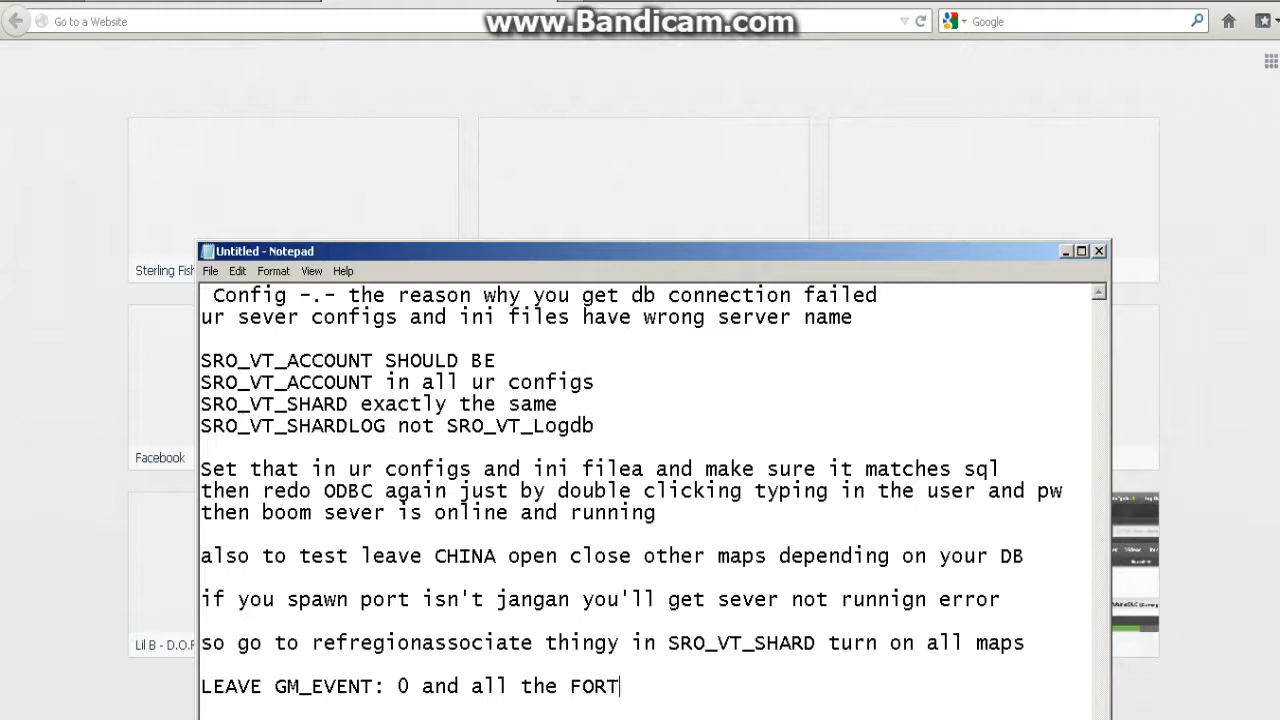 www.Bandicam.com
Go to a Website
Google
Sterling Fish
Facebook
Lil B - D.O.R
Untitled - Notepad
File Edit Format View Help
Config -.- the reason why you get db connection failed
ur sever configs and ini files have wrong server name
SRO_VT_ACCOUNT SHOULD BE
SRO_VT_ACCOUNT in all ur configs
SRO_VT_SHARD exactly the same
SRO_VT_SHARDLOG not SRO_VT_Logdb
Set that in ur configs and ini filea and make sure it matches sql
then redo ODBC again just by double clicking typing in the user and pw
then boom sever is online and running
also to test leave CHINA open close other maps depending on your DB
if you spawn port isn't jangan you'll get sever not runnign error
so go to refregionassociate thingy in SRO_VT_SHARD turn on all maps
LEAVE GM_EVENT: 0 and all the FORT